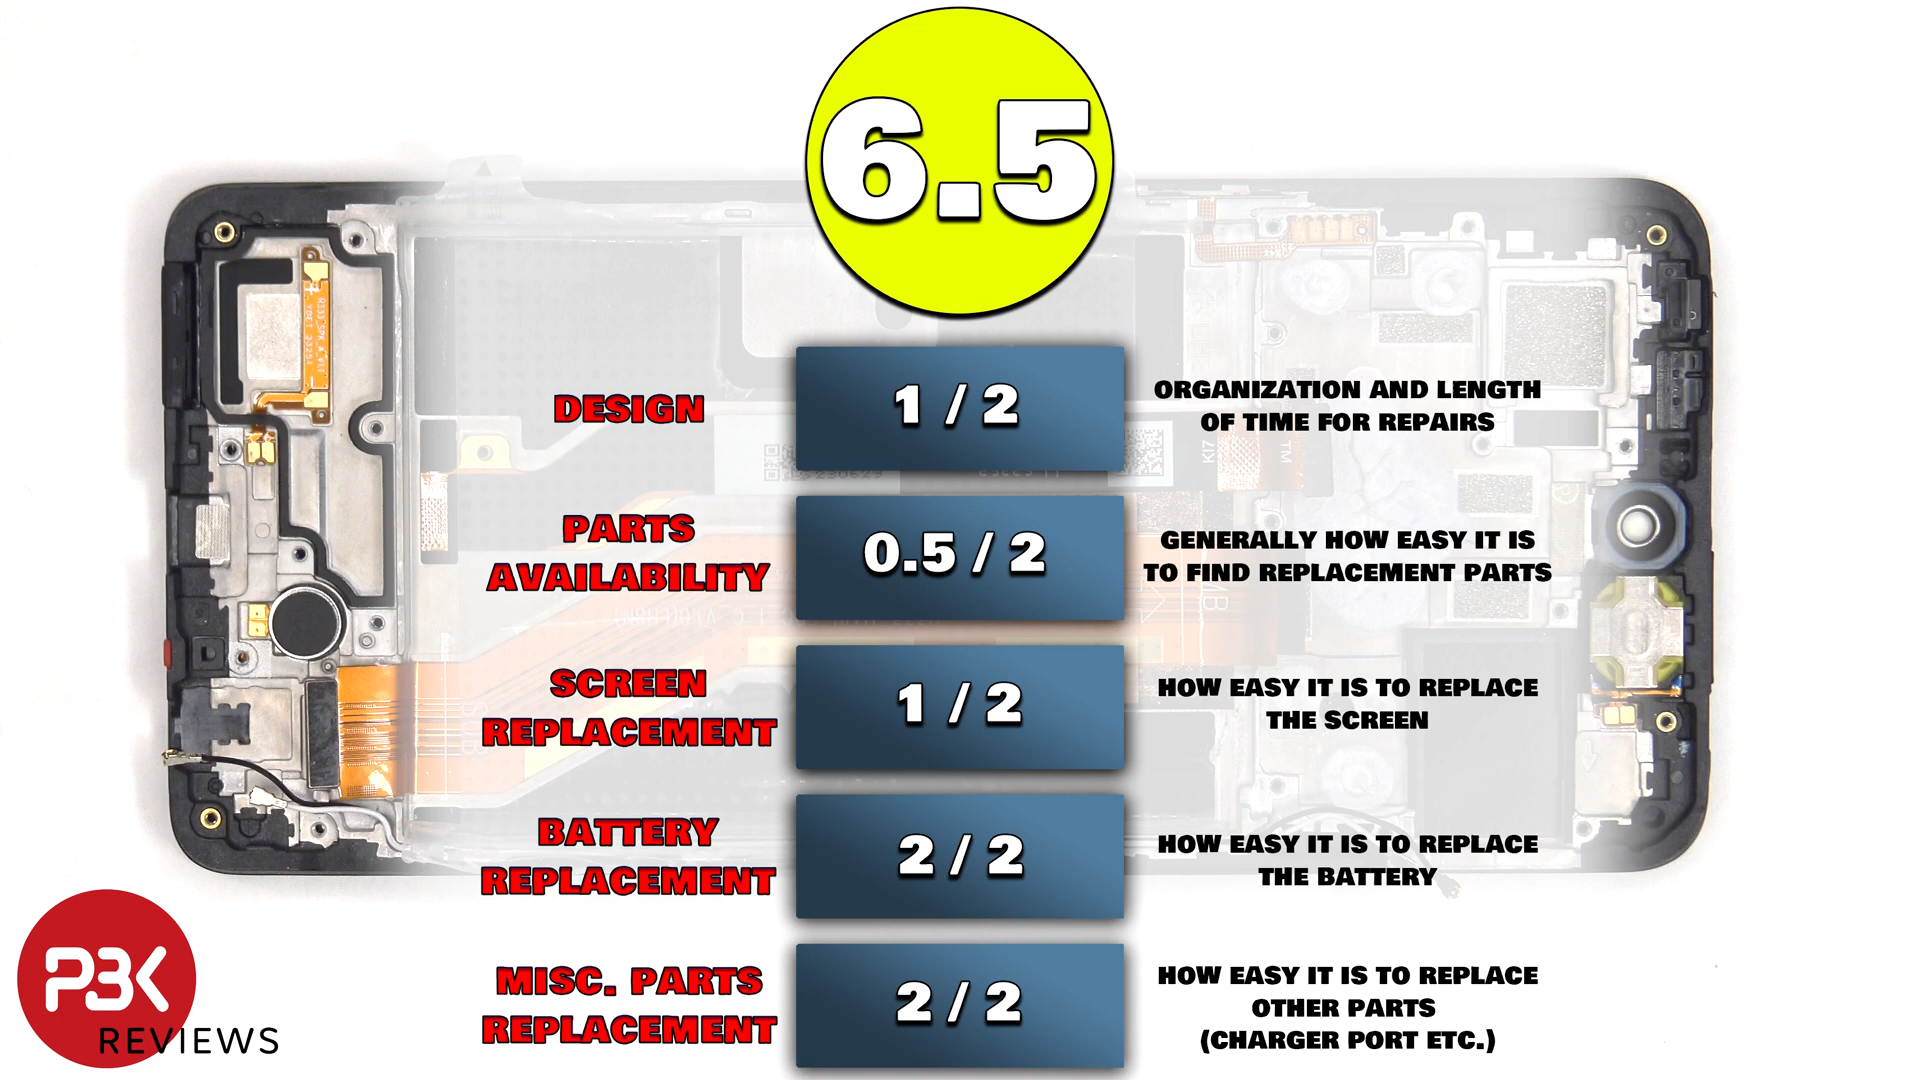 6.5
DESIGN
1 / 2
ORGANIZATION AND LENGTH
OF TIME FOR REPAIRS
PARTS
AVAILABILITY
0.5 / 2
GENERALLY HOW EASY IT IS
TO FIND REPLACEMENT PARTS
SCREEN
REPLACEMENT
1 / 2
HOW EASY IT IS TO REPLACE
THE SCREEN
BATTERY
REPLACEMENT
2 / 2
HOW EASY IT IS TO REPLACE
THE BATTERY
MISC. PARTS
REPLACEMENT
2 / 2
HOW EASY IT IS TO REPLACE
OTHER PARTS
(CHARGER PORT ETC.)
PBK
REVIEWS